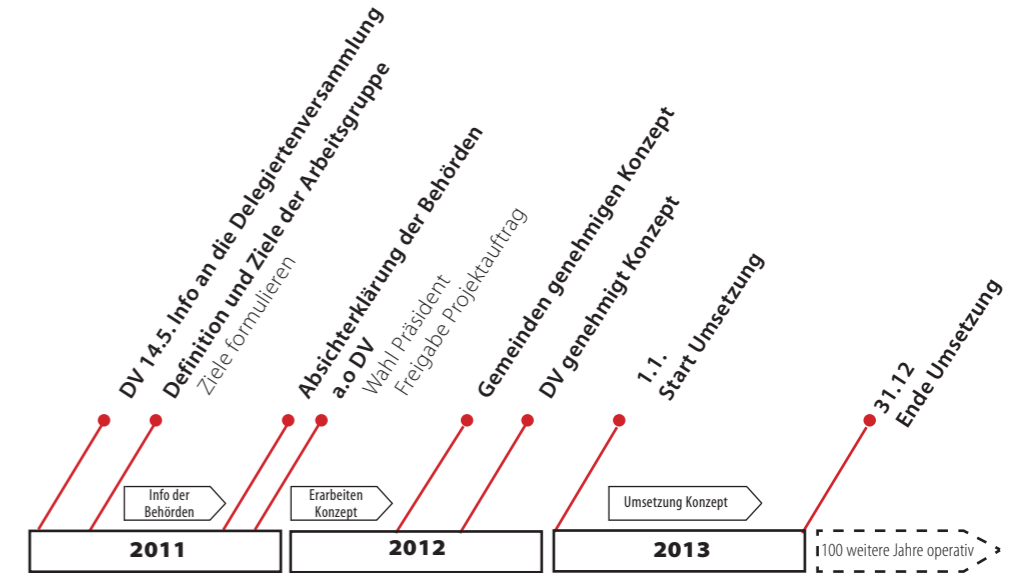 DV 14.5. Info an die Delegiertenversammlung
Definition und Ziele der Arbeitsgruppe
Ziele formulieren
Absichterklärung der Behörden
a.o DV
Wahl Präsident
Freigabe Projektauftrag
Gemeinden genehmigen Konzept
DV genehmigt Konzept
1.1.
Start Umsetzung
31.12
Ende Umsetzung
Info der
Behörden
Erarbeiten
Konzept
Umsetzung Konzept
2011
2012
2013
100 weitere Jahre operativ